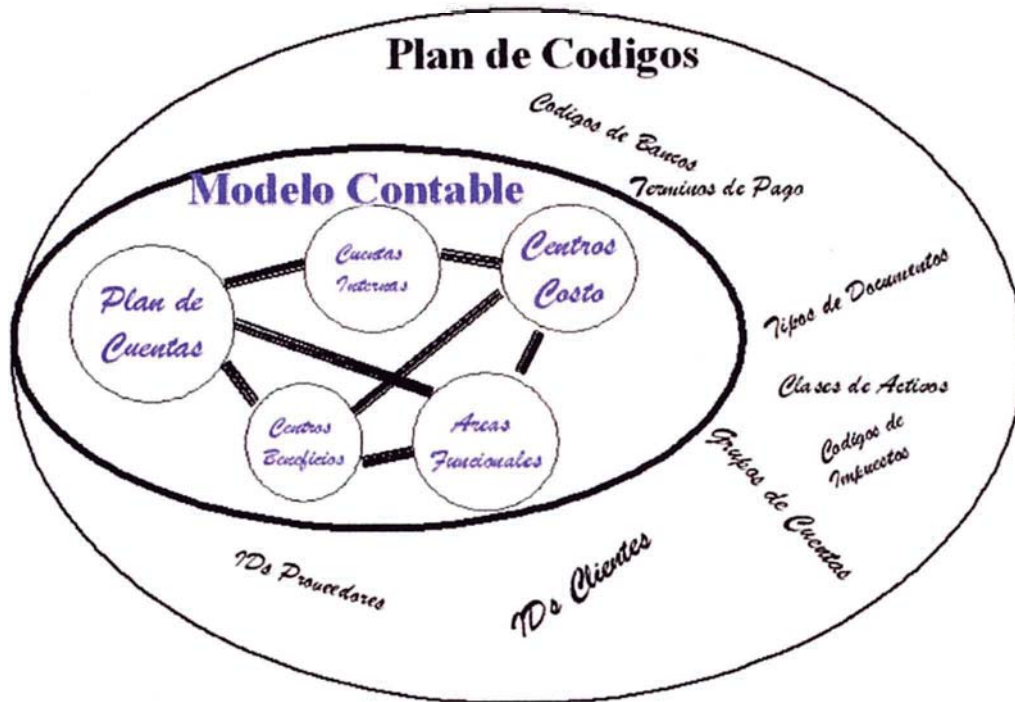 Plan de Codigos
Codigos de Bancos
Terminos de Pago
Modelo Contable
Cuentas
Internas
Centros
Costo
Plan de
Cuentas
Tipos de Documentos
Clases de Activos
Centros
Beneficios
Areas
Funcionales
Codigos de
Impuestos
Grupos de Cuentas
IDs Proveedores
IDs Clientes